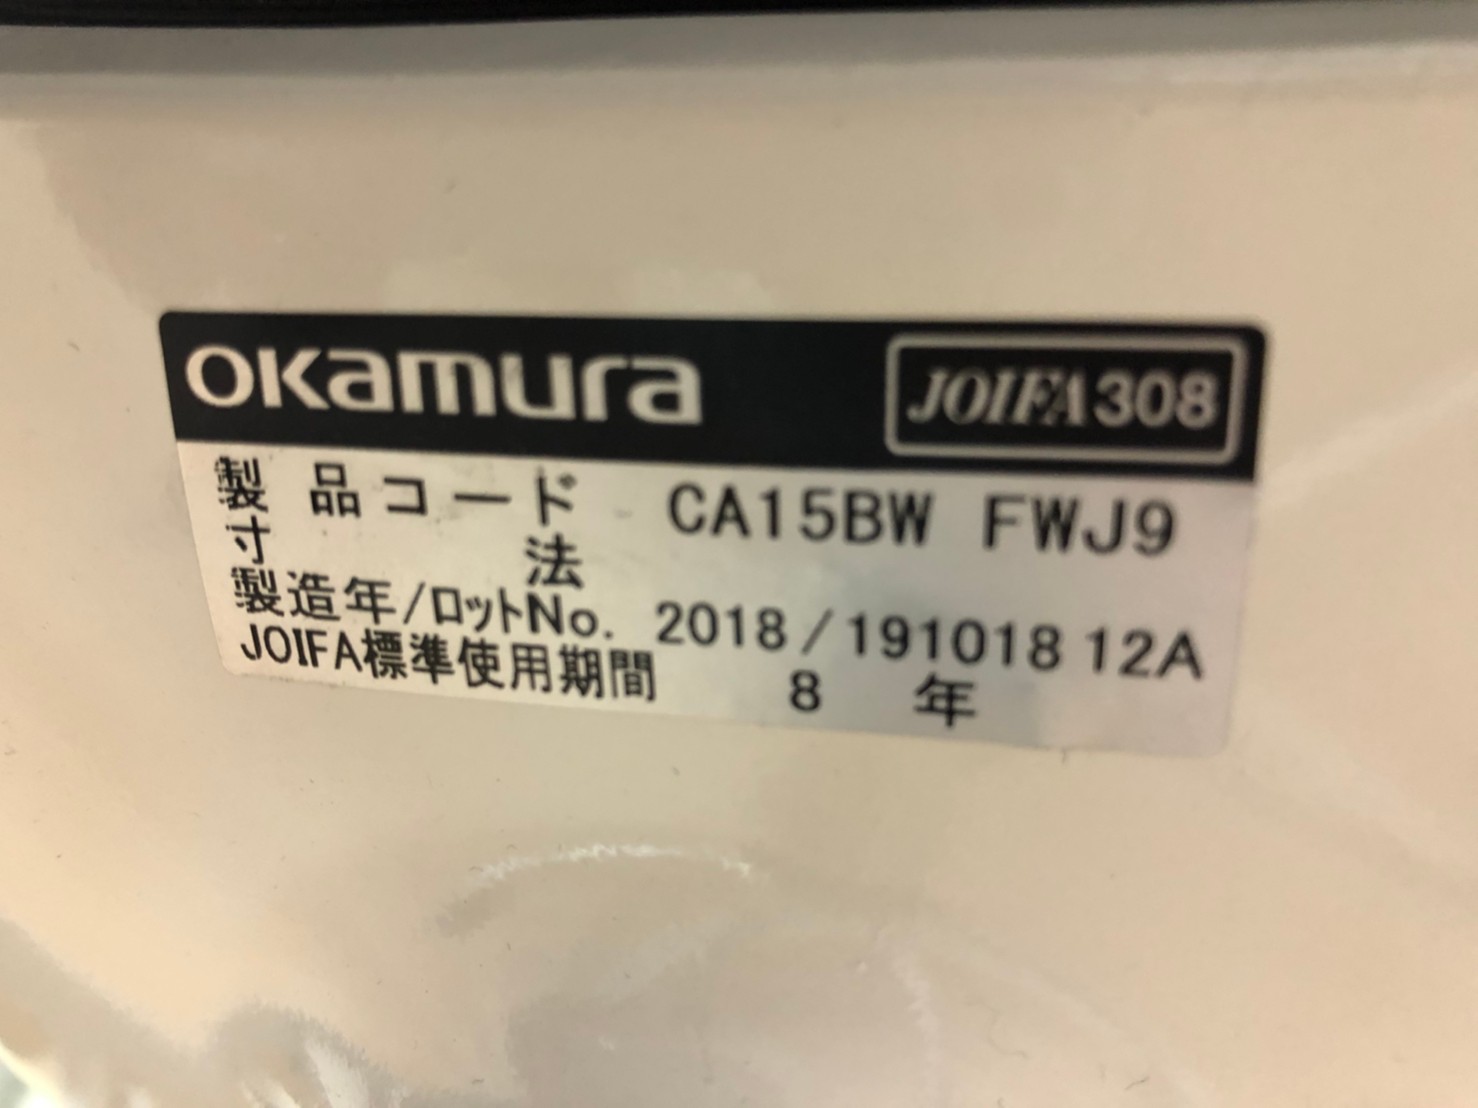 OKamura JOIFA308
製品コード CA15BW FWJ9
寸法
製造年/ロットNo. 2018/191018 12A
JOIFA標準使用期間 8年